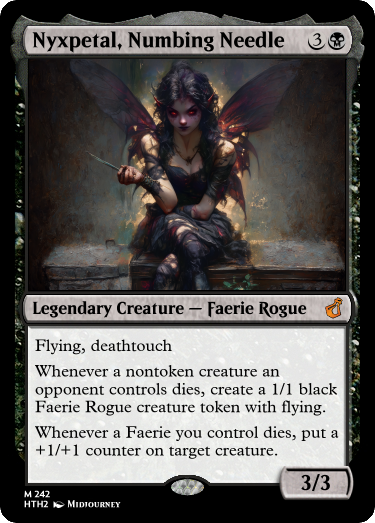 Nyxpetal, Numbing Needle 3
Legendary Creature — Faerie Rogue
Flying, deathtouch
Whenever a nontoken creature an
opponent controls dies, create a 1/1 black
Faerie Rogue creature token with flying.
Whenever a Faerie you control dies, put a
+1/+1 counter on target creature.
3/3
M 242
HTH2 Midjourney